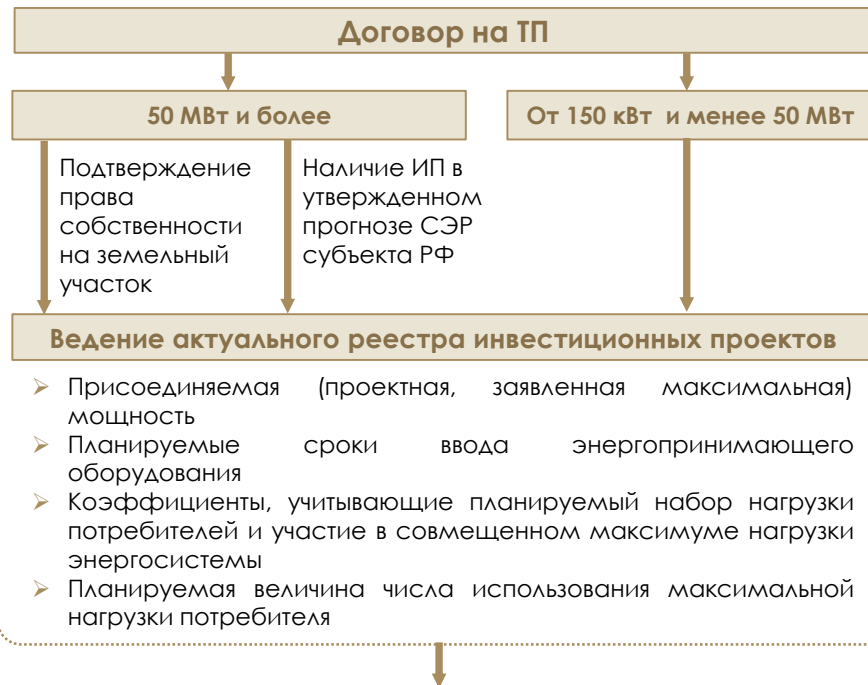 Договор на ТП
50 МВт и более
От 150 кВт и менее 50 МВт
Подтверждение
права
собственности
на земельный
участок
Наличие ИП в
утвержденном
прогнозе СЭР
субъекта РФ
Ведение актуального реестра инвестиционных проектов
Присоединяемая (проектная, заявленная максимальная)
мощность
Планируемые сроки ввода энергопринимающего
оборудования
Коэффициенты, учитывающие планируемый набор нагрузки
потребителей и участие в совмещенном максимуме нагрузки
энергосистемы
Планируемая величина числа использования максимальной
нагрузки потребителя